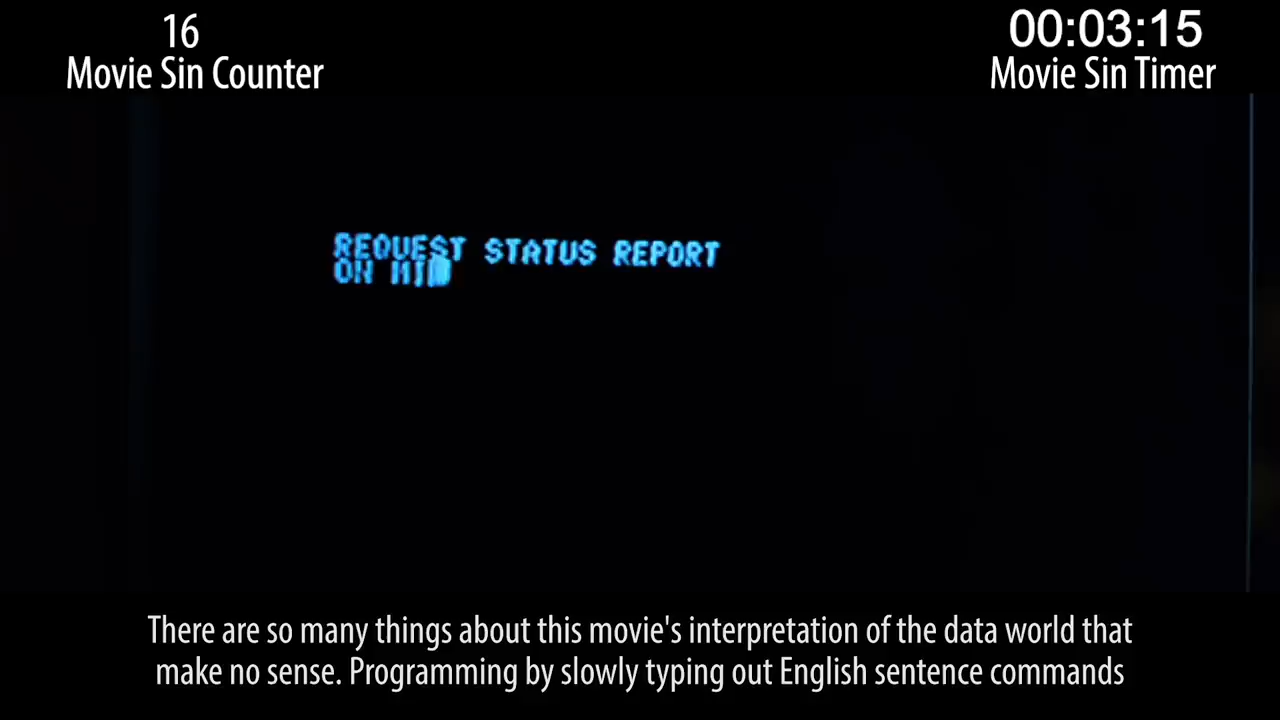 16
Movie Sin Counter
00:03:15
Movie Sin Timer
REQUEST STATUS REPORT
ON
There are so many things about this movie's interpretation of the data world that
make no sense. Programming by slowly typing out English sentence commands